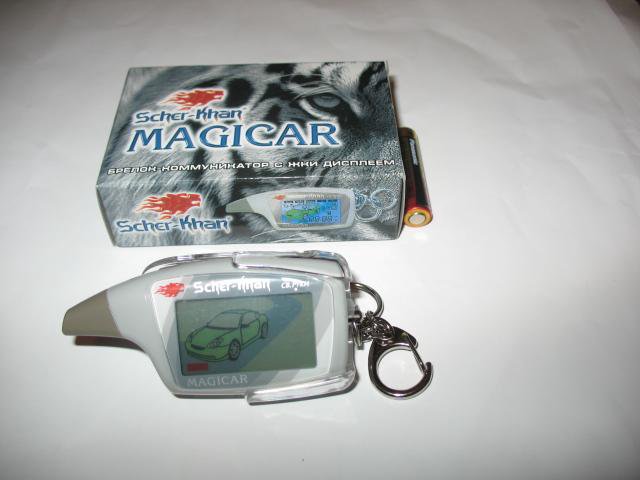 Scher-Khan
MAGICAR
БРЕЛОК-КОММУНИКАТОР С ЖКИ ДИСПЛЕЕМ
Scher-Khan
Scher-Khan
MAGICAR